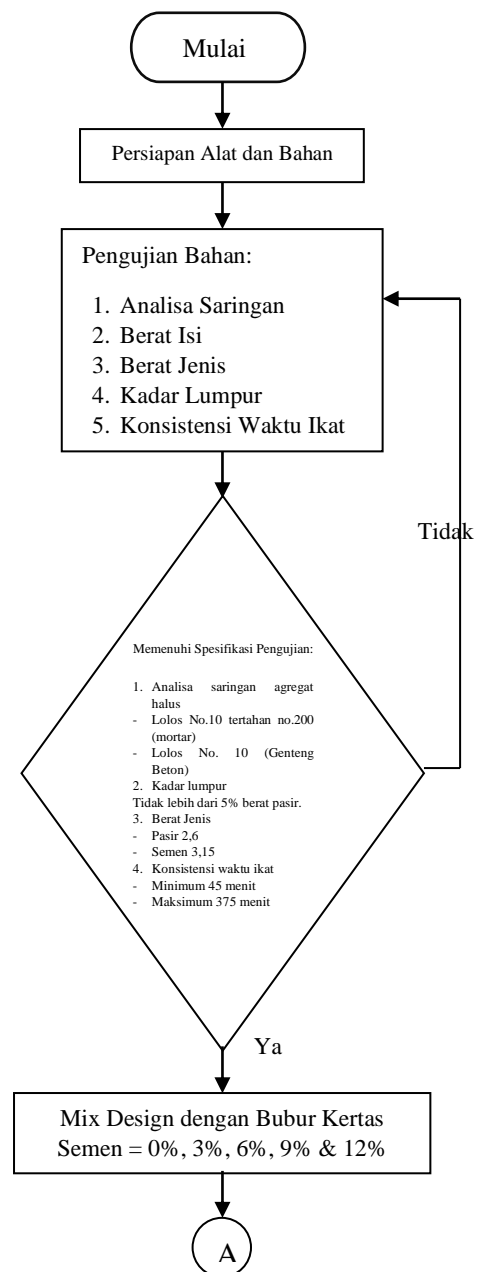 Mulai
Persiapan Alat dan Bahan
Pengujian Bahan:
1. Analisa Saringan
2. Berat Isi
3. Berat Jenis
4. Kadar Lumpur
5. Konsistensi Waktu Ikat
Tidak
Memenuhi Spesifikasi Pengujian:
1. Analisa saringan agregat
halus
- Lolos No.10 tertahan no.200
(mortar)
- Lolos No. 10 (Genteng
Beton)
2. Kadar lumpur
Tidak lebih dari 5% berat pasir.
3. Berat Jenis
- Pasir 2,6
- Semen 3,15
4. Konsistensi waktu ikat
- Minimum 45 menit
- Maksimum 375 menit
Ya
Mix Design dengan Bubur Kertas
Semen = 0%, 3%, 6%, 9% & 12%
A